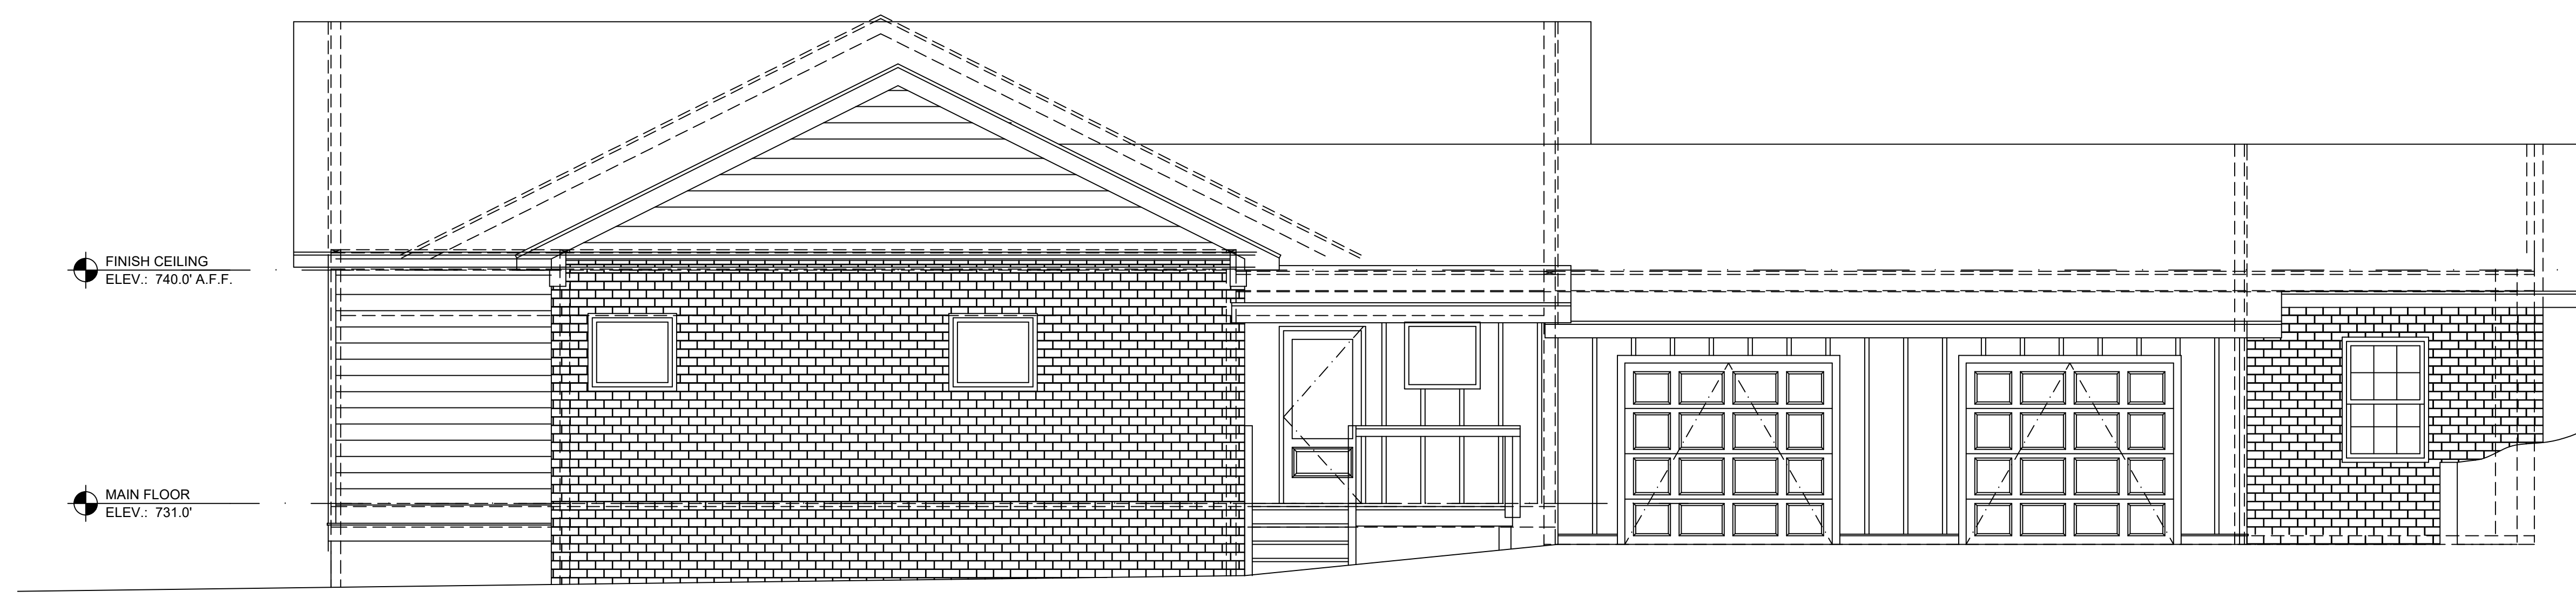 FINISH CEILING
ELEV.: 740.0' A.F.F.
MAIN FLOOR
ELEV.: 731.0'